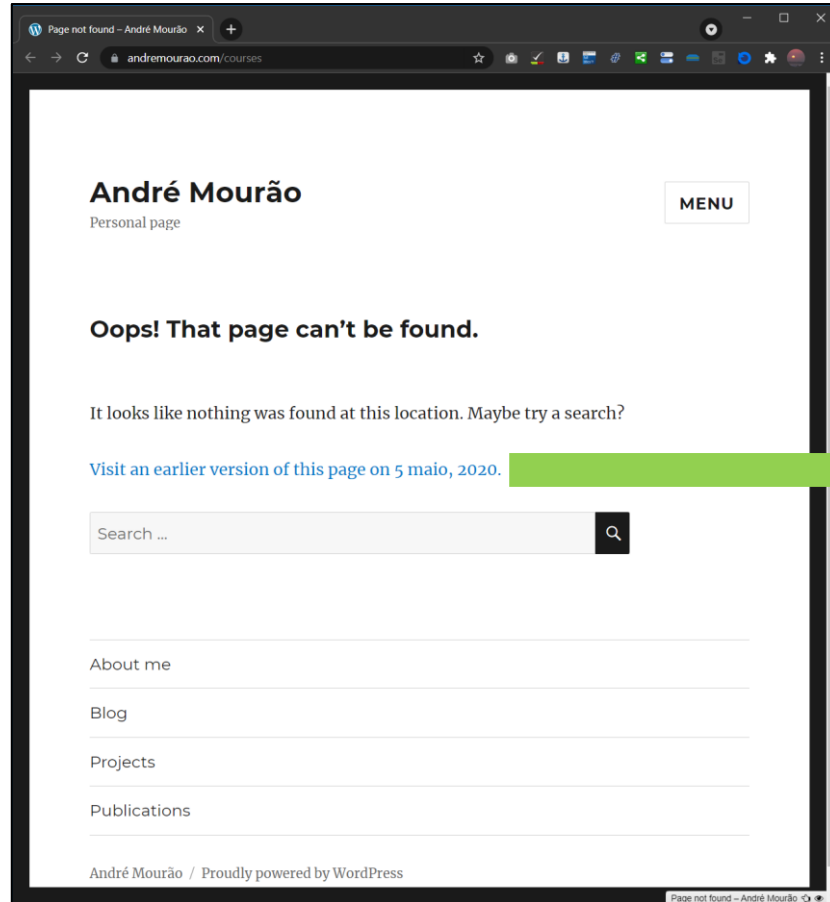 Page not found – André Mourão
andremourao.com/courses
André Mourão
MENU
Personal page
Oops! That page can’t be found.
It looks like nothing was found at this location. Maybe try a search?
Visit an earlier version of this page on 5 maio, 2020.
Search ...
About me
Blog
Projects
Publications
André Mourão / Proudly powered by WordPress
Page not found – André Mourão